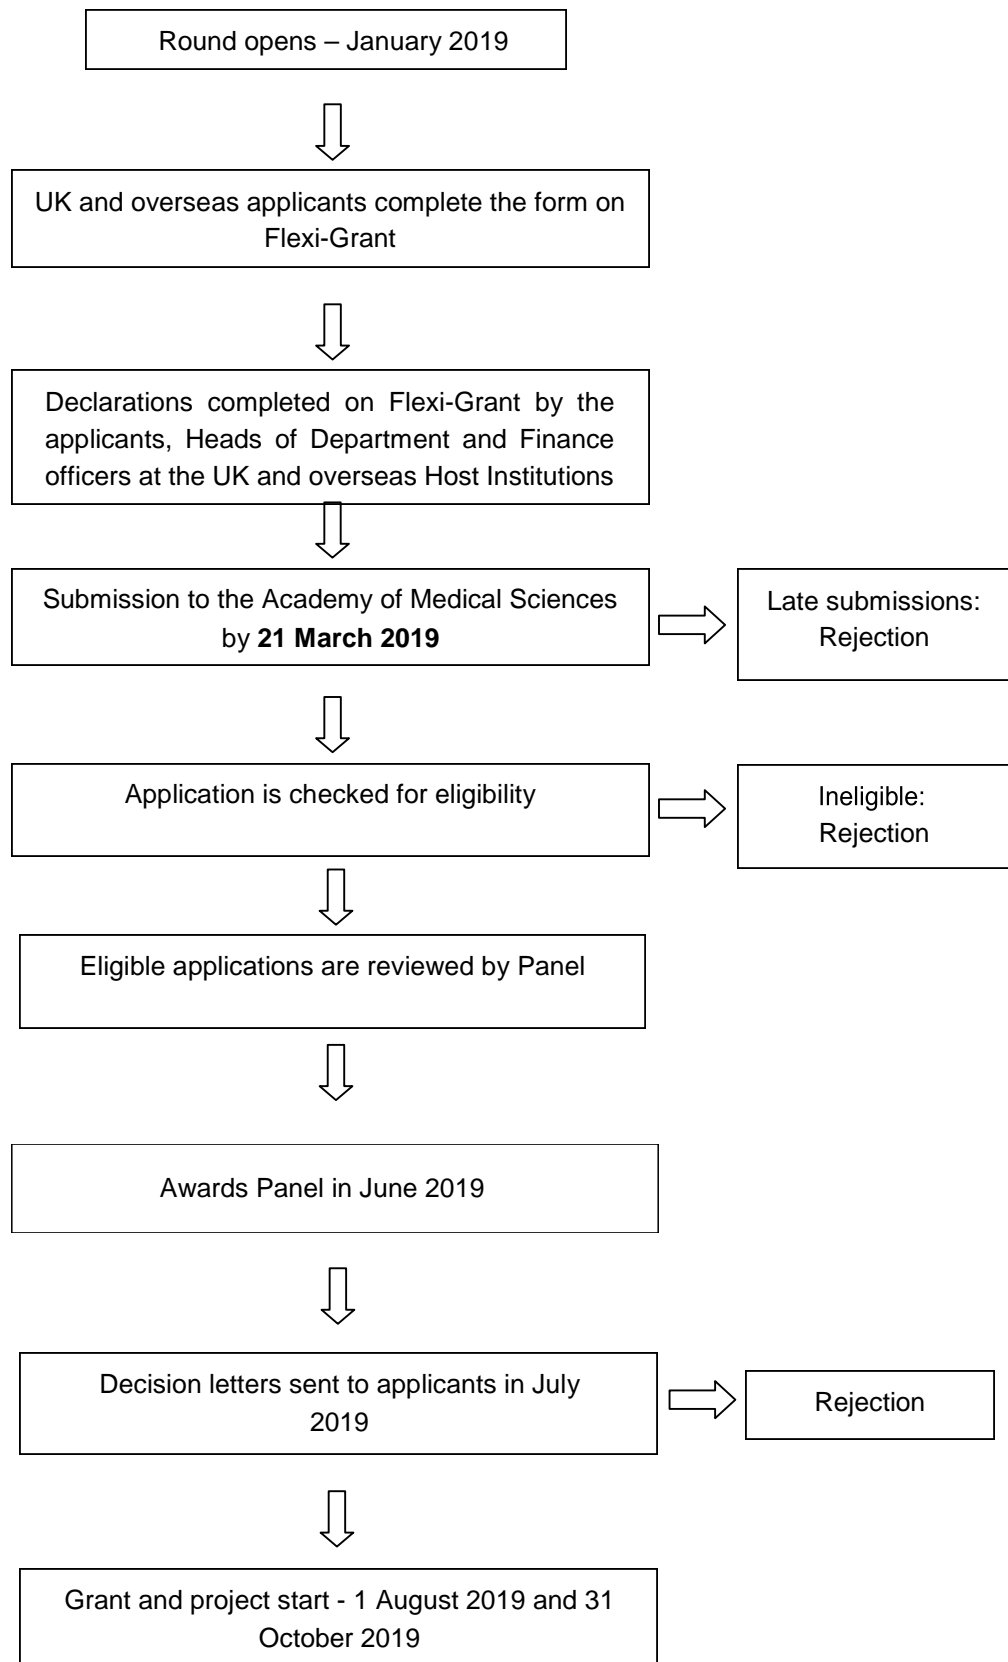 Round opens – January 2019
UK and overseas applicants complete the form on
Flexi-Grant
Declarations completed on Flexi-Grant by the
applicants, Heads of Department and Finance
officers at the UK and overseas Host Institutions
Submission to the Academy of Medical Sciences
by 21 March 2019
Late submissions:
Rejection
Application is checked for eligibility
Ineligible:
Rejection
Eligible applications are reviewed by Panel
Awards Panel in June 2019
Decision letters sent to applicants in July
2019
Rejection
Grant and project start - 1 August 2019 and 31
October 2019